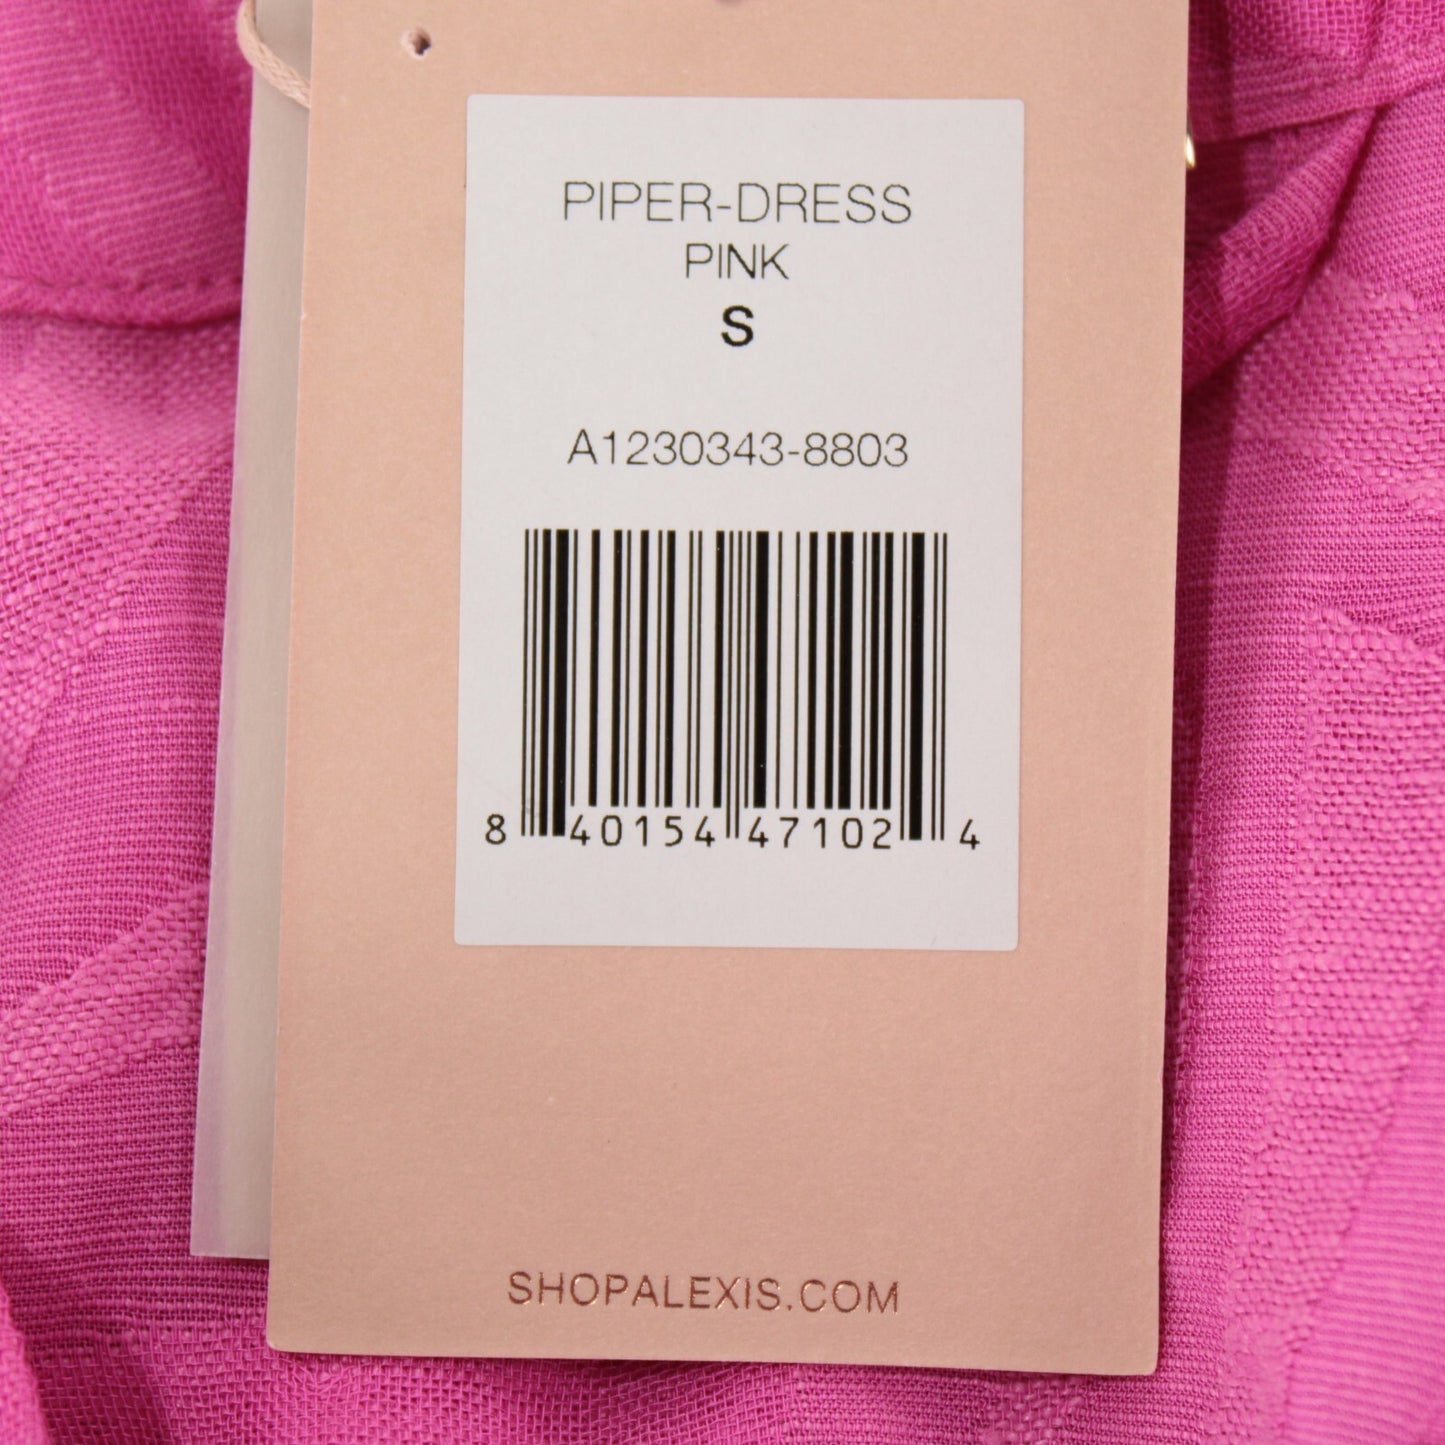 PIPER-DRESS
PINK
S
A1230343-8803
8 40154 47102 4
SHOPALEXIS.COM